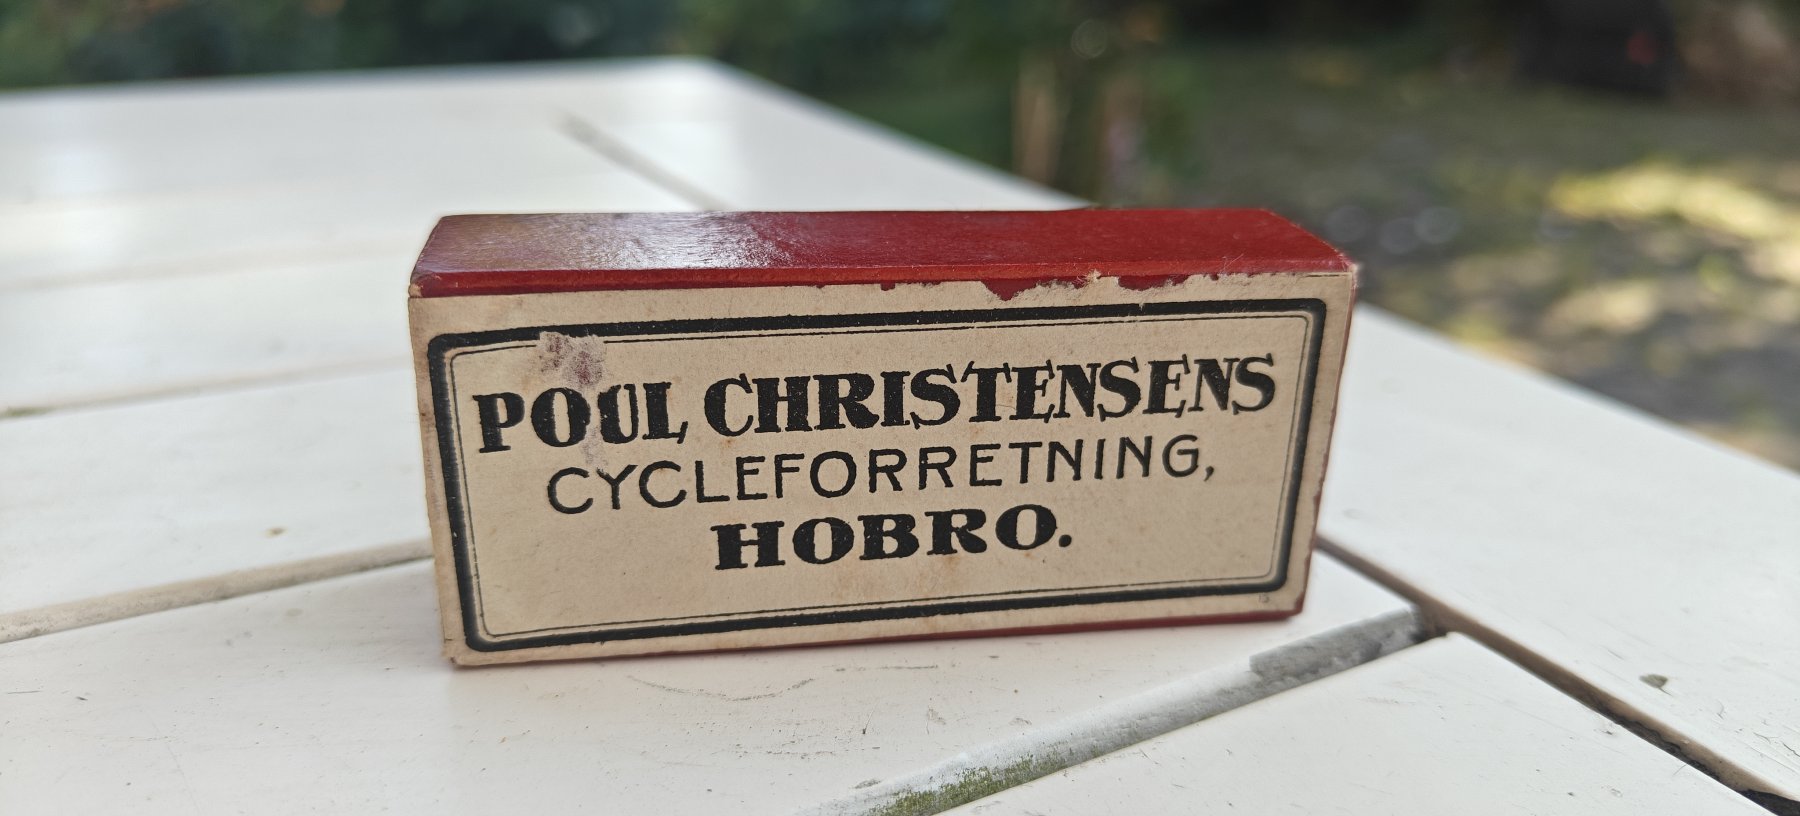 POUL CHRISTENSENS
CYCLEFORRETNING,
HOBRO.